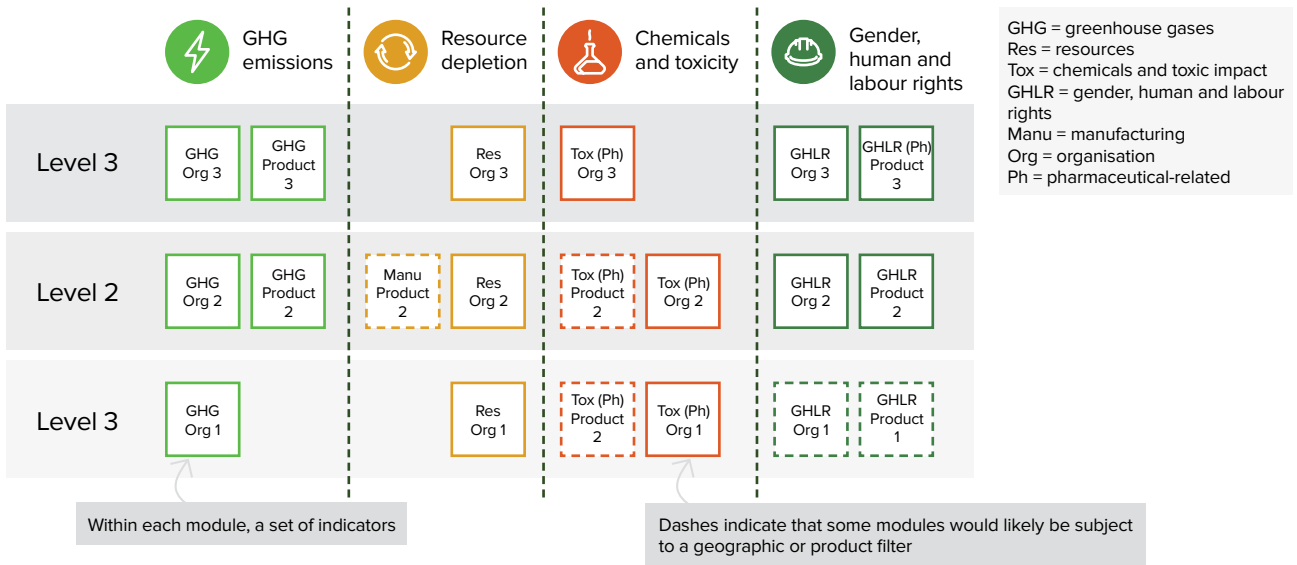 GHG
emissions
Resource
depletion
Chemicals
and toxicity
Gender,
human and
labour rights
GHG = greenhouse gases
Res = resources
Tox = chemicals and toxic impact
GHLR = gender, human and labour
rights
Manu = manufacturing
Org = organisation
Ph = pharmaceutical-related
Level 3
GHG
Org 3
GHG
Product
3
Res
Org 3
Tox (Ph)
Org 3
GHLR
Org 3
GHLR (Ph)
Product
3
Level 2
GHG
Org 2
GHG
Product
2
Manu
Product
2
Res
Org 2
Tox (Ph)
Product
2
Tox (Ph)
Org 2
GHLR
Org 2
GHLR
Product
2
Level 3
GHG
Org 1
Res
Org 1
Tox (Ph)
Product
2
Tox (Ph)
Org 1
GHLR
Org 1
GHLR
Product
1
Within each module, a set of indicators
Dashes indicate that some modules would likely be subject
to a geographic or product filter